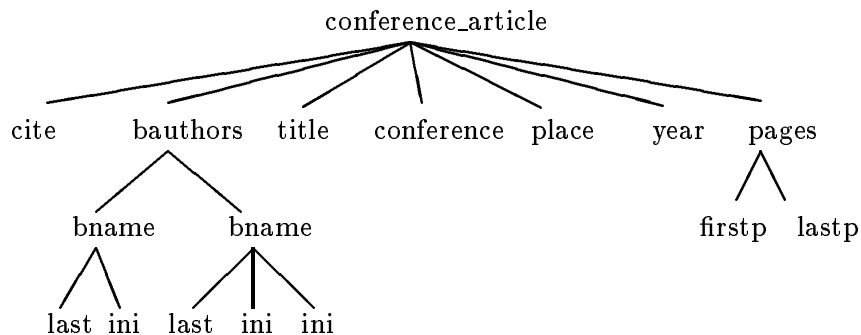 conference_article
cite bauthors title conference place year pages
bname bname firstp lastp
last ini last ini ini